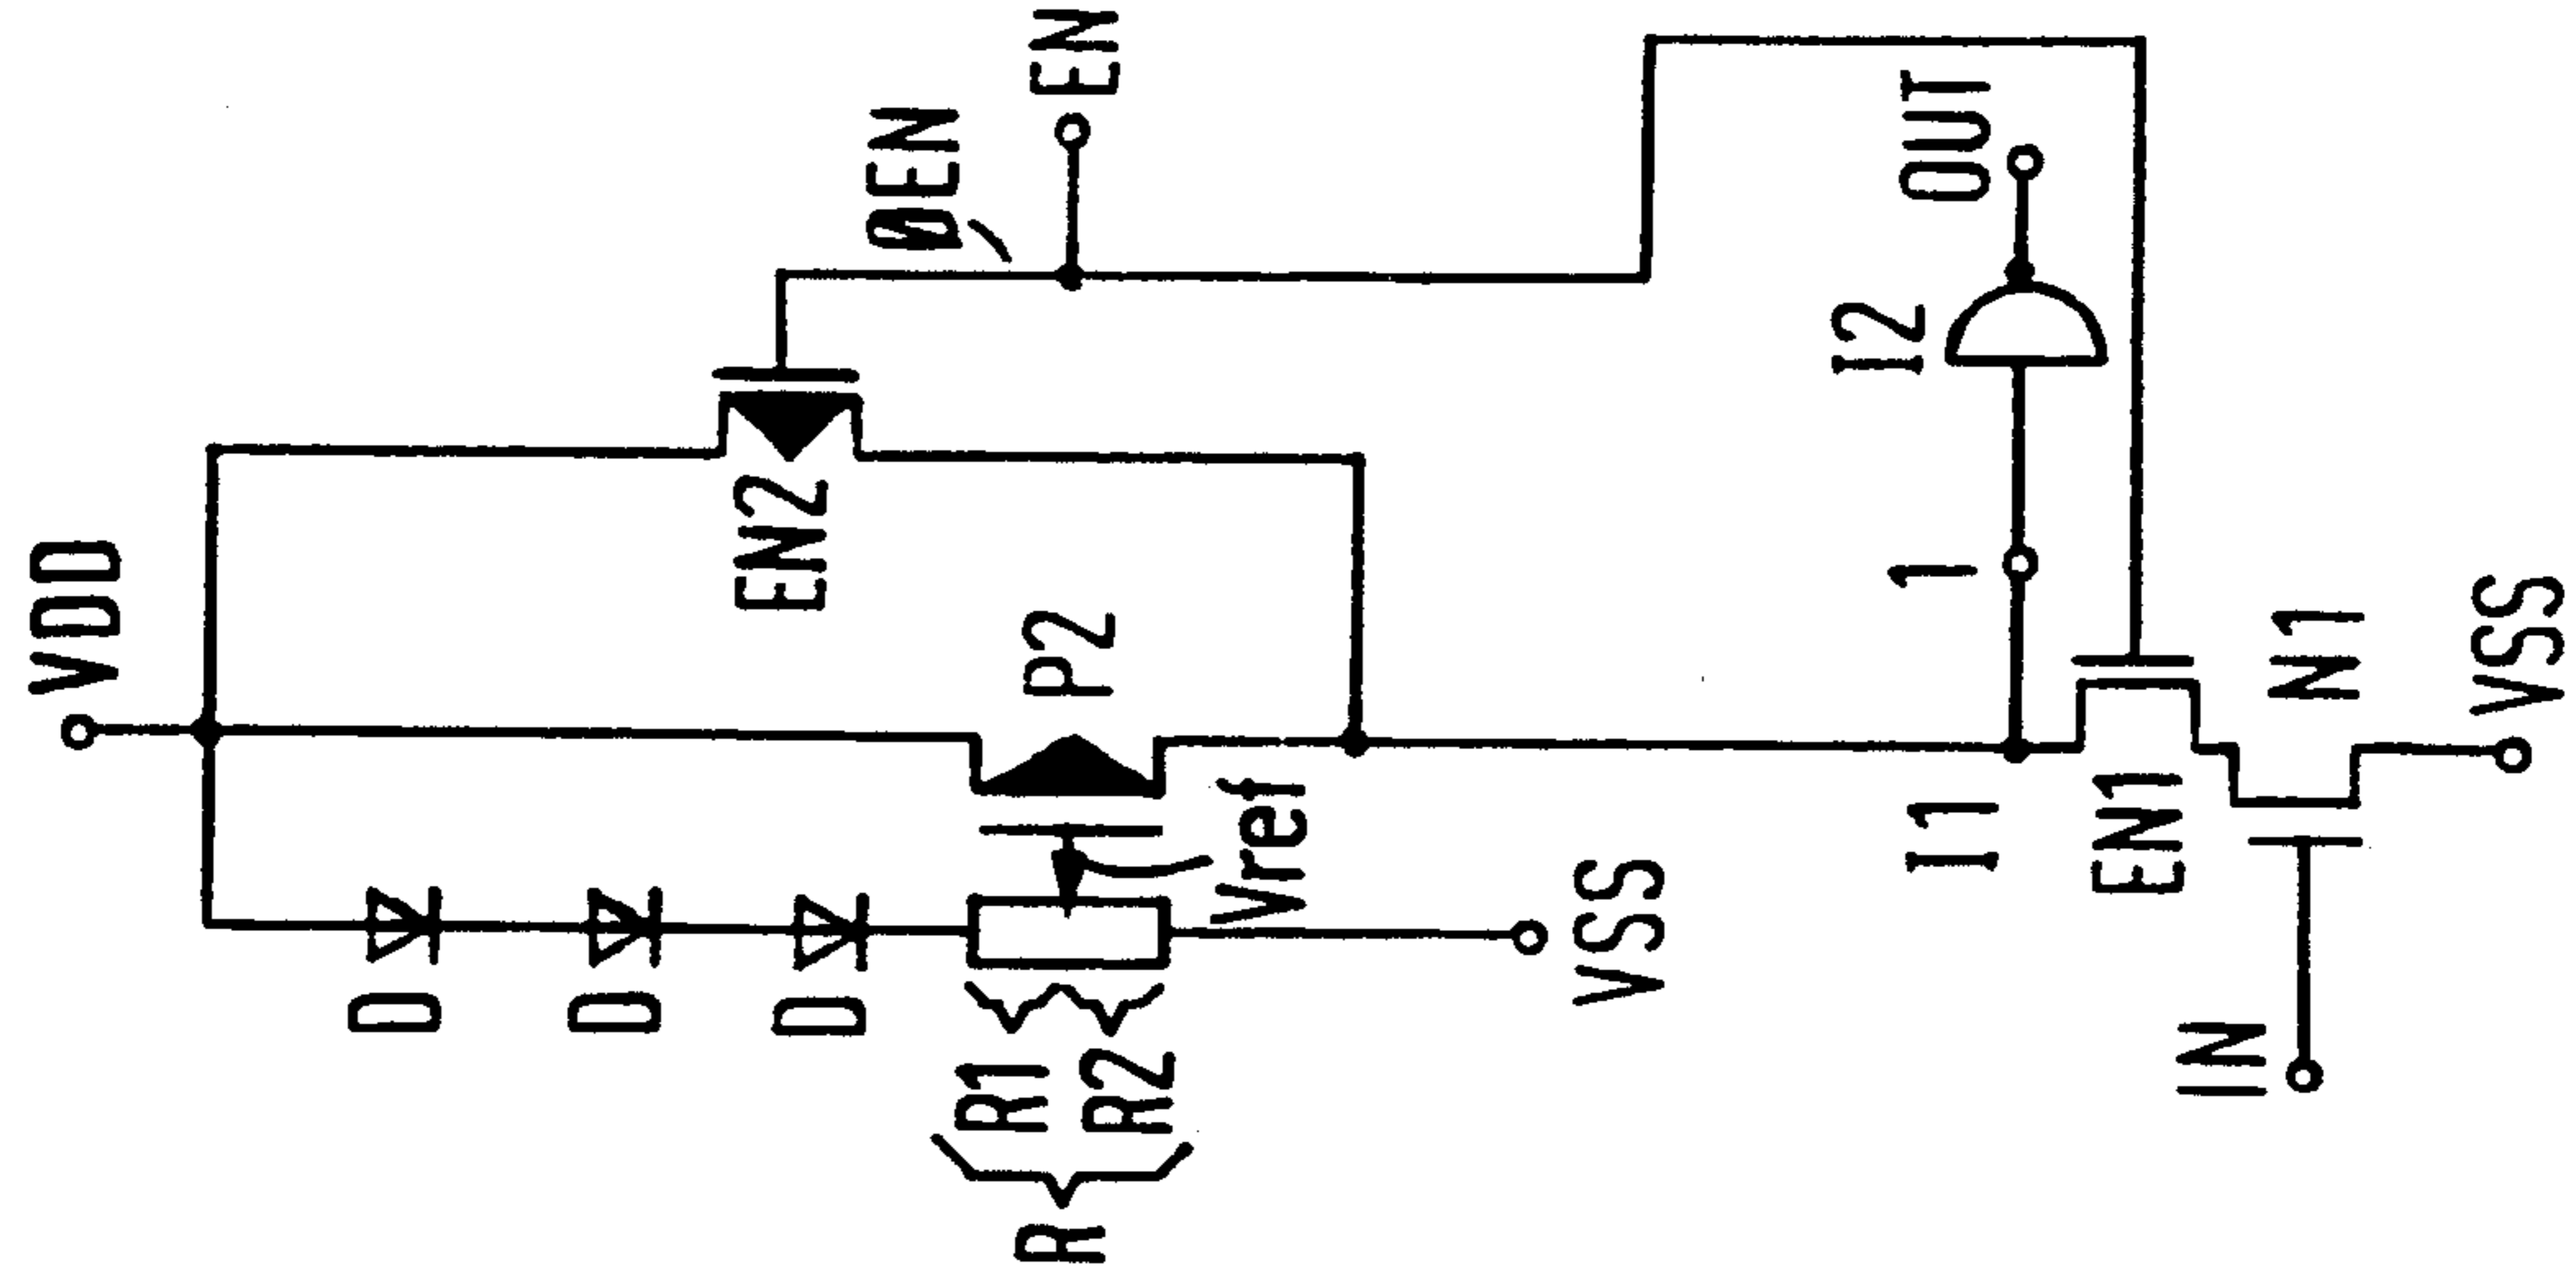 VDD
EN
ØEN
EN2
D
D
D
P2
R1
R2
R
Vref
VSS
OUT
I2
1
I1
EN1
N1
IN
VSS